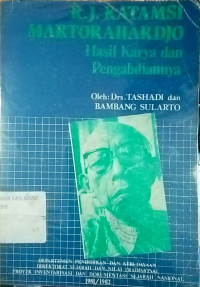 R.J. KATAMSI
MARTORAHARDJO
Hasil Karya dan
Pengabdiannya
Oleh: Drs. TASHADI dan
BAMBANG SULARTO
DEPARTEMEN PENDIDIKAN DAN KEBUDAYAAN
DIREKTORAT SEJARAH DAN NILAI TRADISIONAL
PROYEK INVENTARISASI DAN DOKUMENTASI SEJARAH NASIONAL
1981/1982